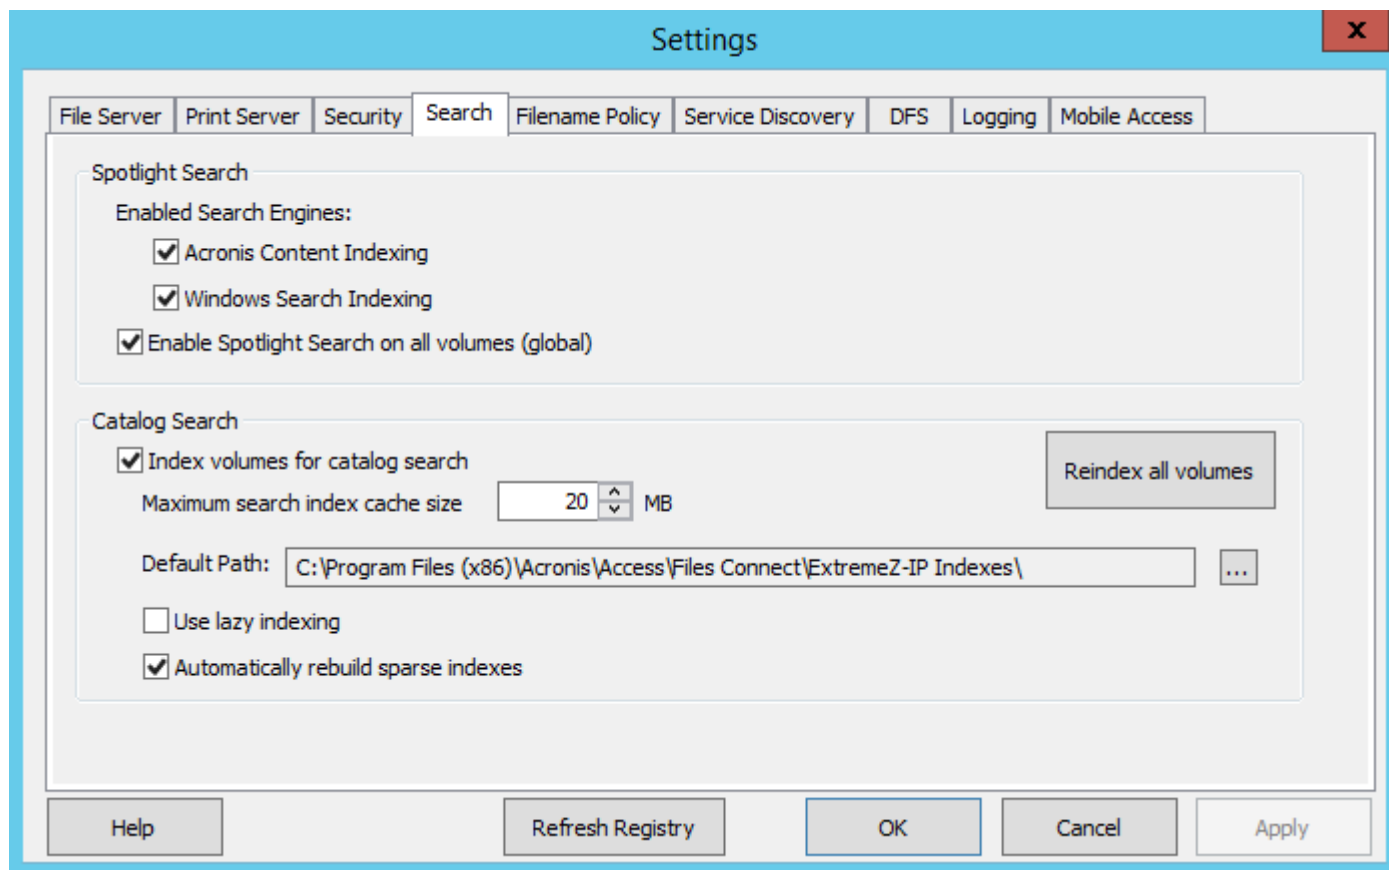 Settings
x
File Server Print Server Security Search Filename Policy Service Discovery DFS Logging Mobile Access
Spotlight Search
Enabled Search Engines:
Acronis Content Indexing
Windows Search Indexing
Enable Spotlight Search on all volumes (global)
Catalog Search
Index volumes for catalog search
Reindex all volumes
Maximum search index cache size 20 MB
Default Path: C:\Program Files (x86)\Acronis\Access\Files Connect\ExtremeZ-IP Indexes\ ...
Use lazy indexing
Automatically rebuild sparse indexes
Help Refresh Registry OK Cancel Apply